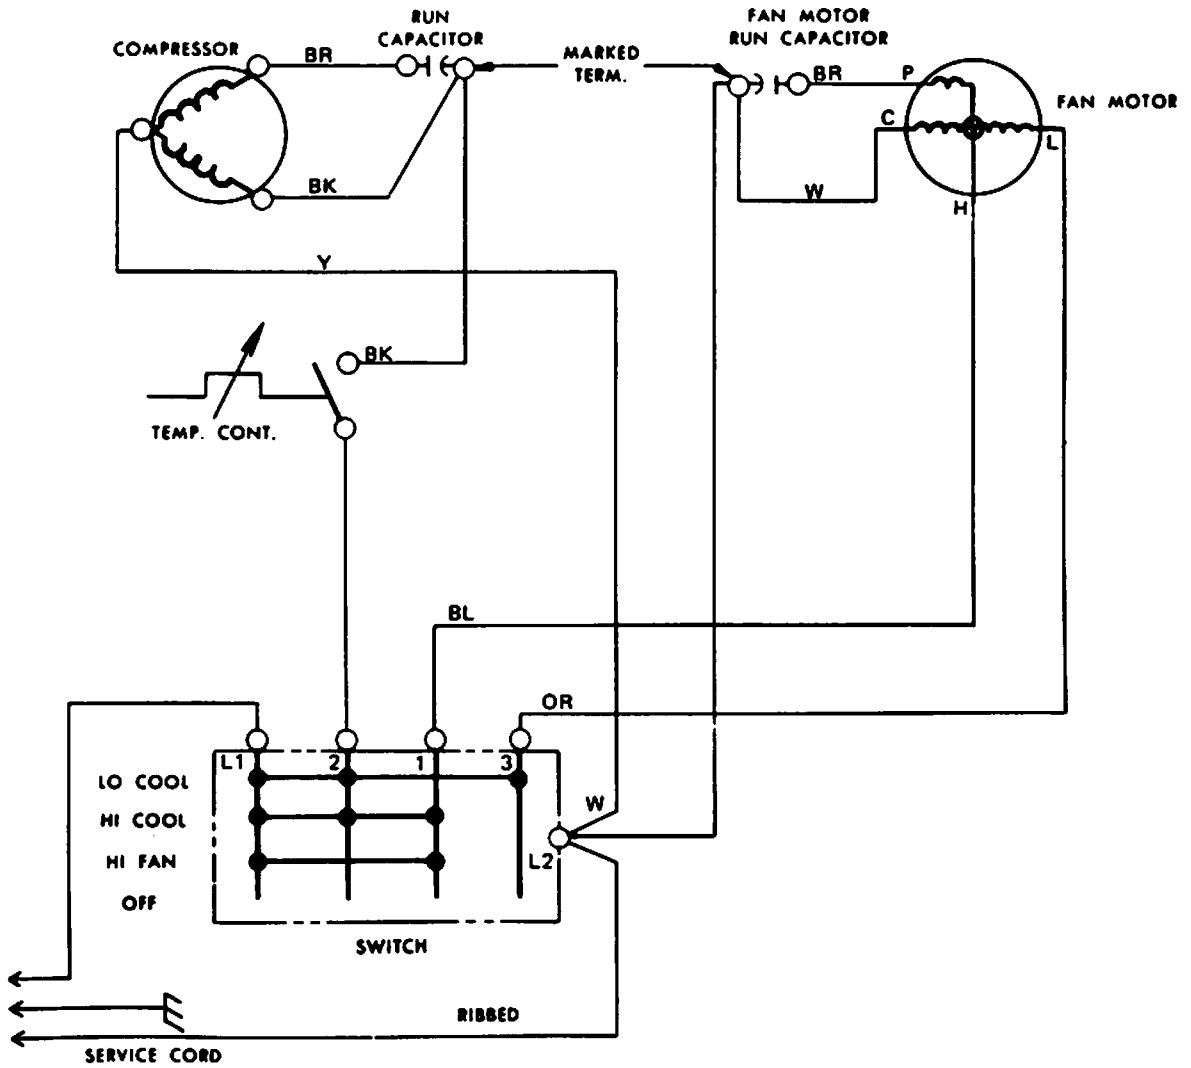 RUN
CAPACITOR
FAN MOTOR
RUN CAPACITOR
COMPRESSOR
BR
MARKED
TERM.
BR
P
FAN MOTOR
C
L
BK
W
H
Y
BK
TEMP. CONT.
BL
OR
L1
2
1
3
LO COOL
HI COOL
W
HI FAN
L2
OFF
SWITCH
RIBBED
SERVICE CORD